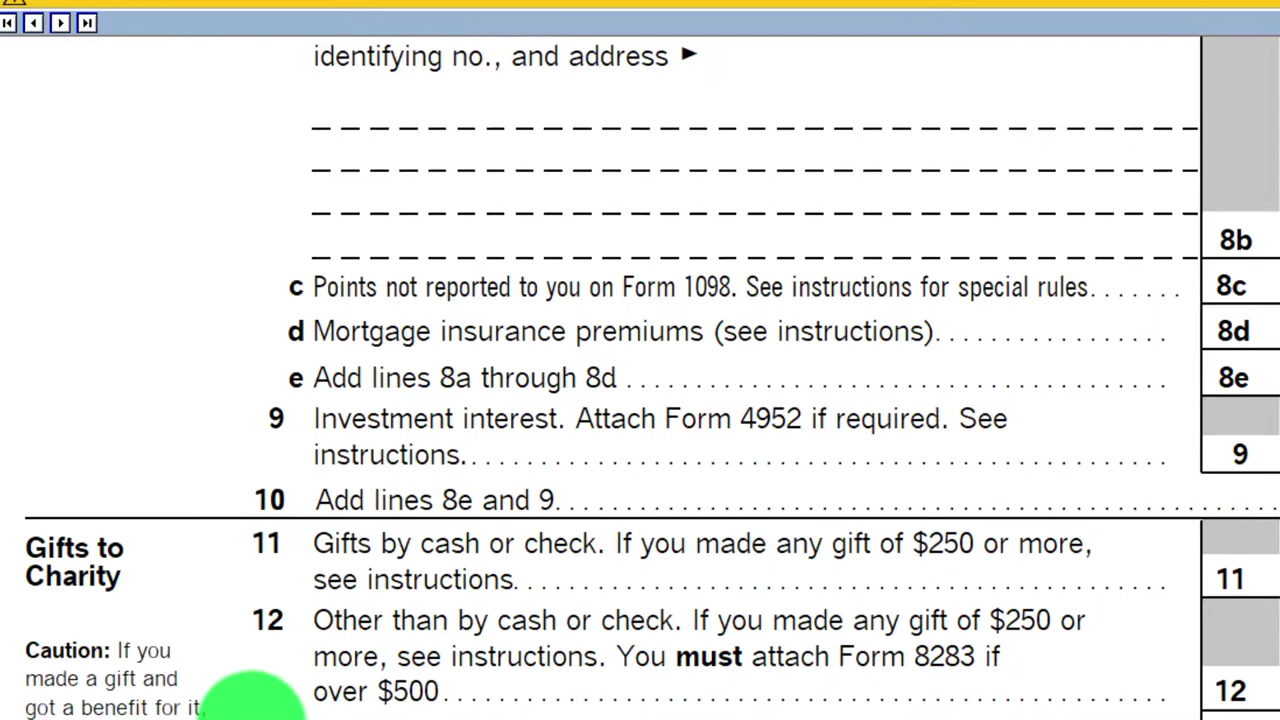 identifying no., and address ►
8b
c Points not reported to you on Form 1098. See instructions for special rules. . . . . . . 8c
d Mortgage insurance premiums (see instructions). . . . . . . . . . . . . . . . . 8d
e Add lines 8a through 8d . . . . . . . . . . . . . . . . . . . . . . . . . . . . . . . . . . . . . . . 8e
9 Investment interest. Attach Form 4952 if required. See
instructions. . . . . . . . . . . . . . . . . . . . . . . . . . . . . . . . . . . . . . . . . . . . . . . . . . . 9
10 Add lines 8e and 9. . . . . . . . . . . . . . . . . . . . . . . . . . . . . . . . . . . . . . . . . . . . . . . . . . . .
Gifts to
Charity
11 Gifts by cash or check. If you made any gift of $250 or more,
see instructions. . . . . . . . . . . . . . . . . . . . . . . . . . . . . . . . . . . . . . . . . . . . . . . 11
12 Other than by cash or check. If you made any gift of $250 or
more, see instructions. You must attach Form 8283 if
over $500 . . . . . . . . . . . . . . . . . . . . . . . . . . . . . . . . . . . . . . . . . . . . . . . . . . . . 12
Caution: If you
made a gift and
got a benefit for it,